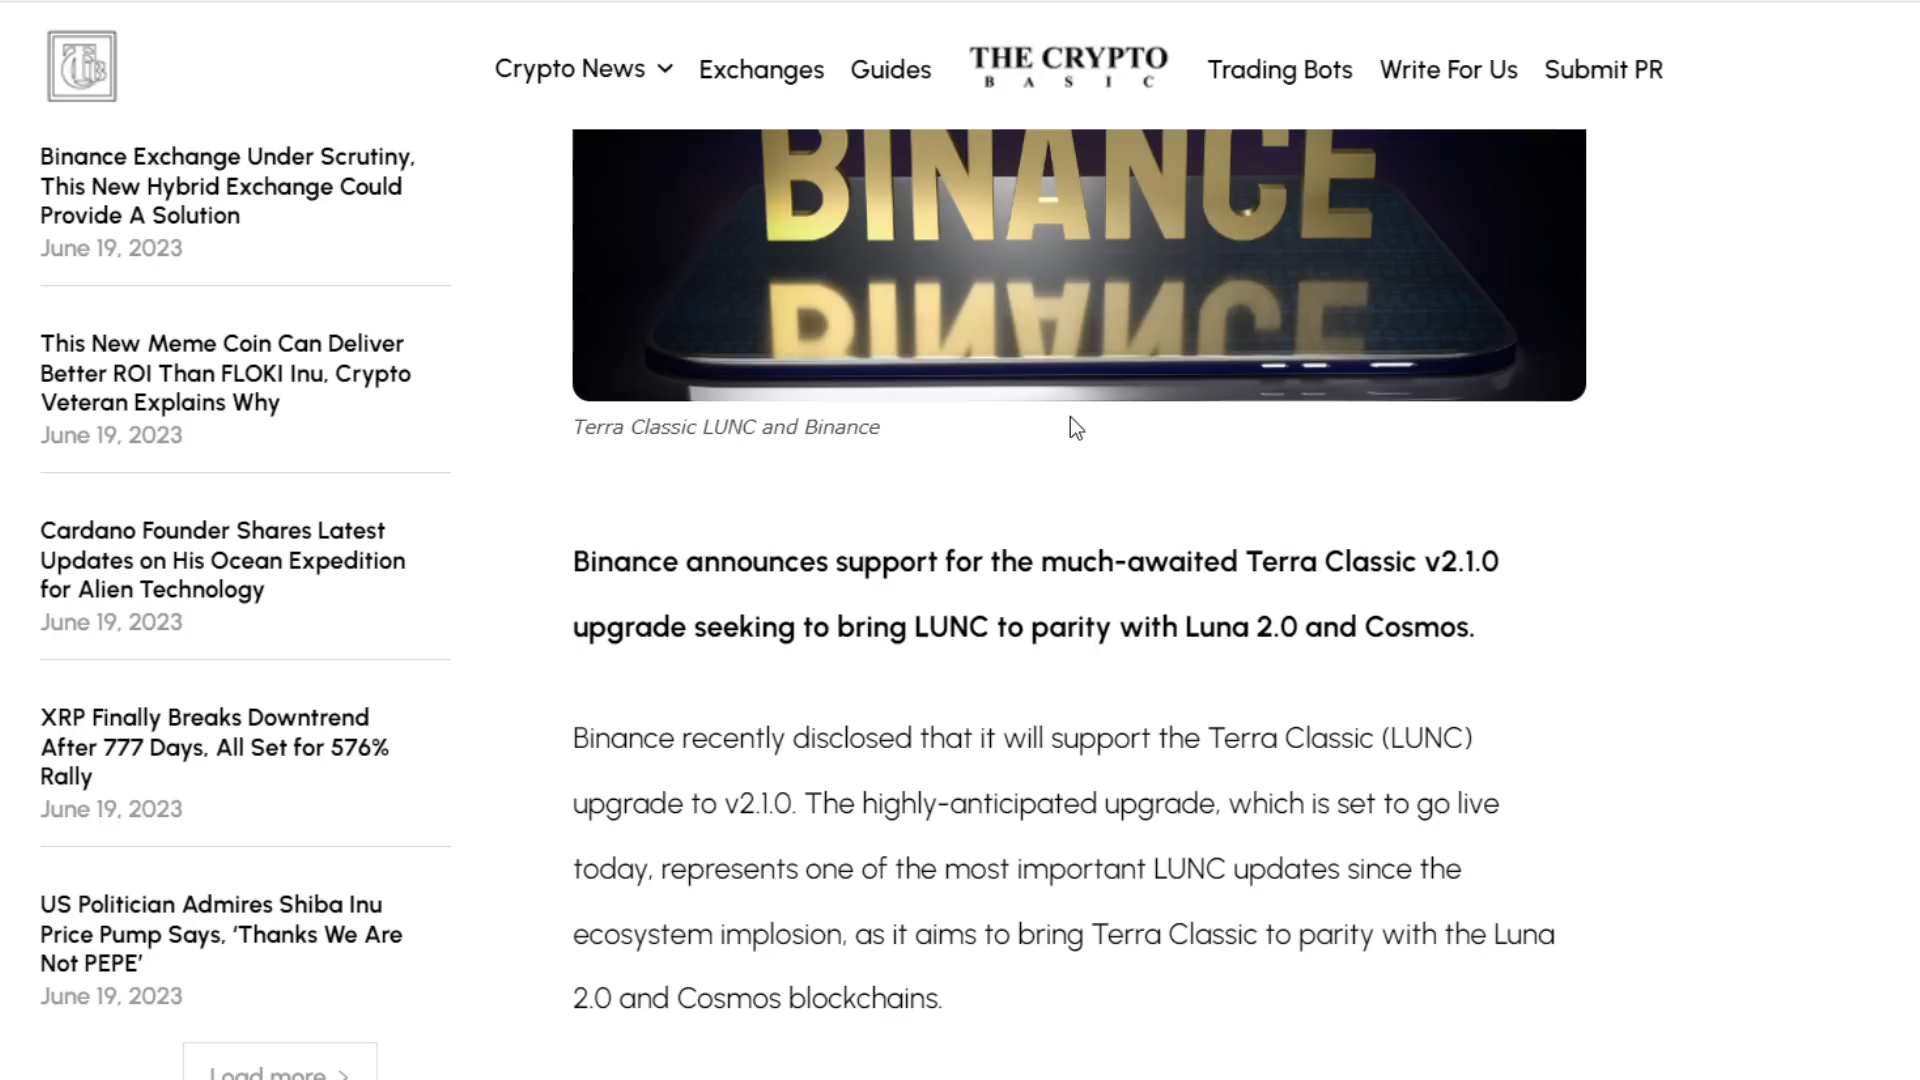 Crypto News
Exchanges
Guides
THE CRYPTO
BASIC
Trading Bots
Write For Us
Submit PR
Binance Exchange Under Scrutiny,
This New Hybrid Exchange Could
Provide A Solution
June 19, 2023
This New Meme Coin Can Deliver
Better ROI Than FLOKI Inu, Crypto
Veteran Explains Why
June 19, 2023
Cardano Founder Shares Latest
Updates on His Ocean Expedition
for Alien Technology
June 19, 2023
XRP Finally Breaks Downtrend
After 777 Days, All Set for 576%
Rally
June 19, 2023
US Politician Admires Shiba Inu
Price Pump Says, ‘Thanks We Are
Not PEPE’
June 19, 2023
Load more
BINANCE
Terra Classic LUNC and Binance
Binance announces support for the much-awaited Terra Classic v2.1.0
upgrade seeking to bring LUNC to parity with Luna 2.0 and Cosmos.
Binance recently disclosed that it will support the Terra Classic (LUNC)
upgrade to v2.1.0. The highly-anticipated upgrade, which is set to go live
today, represents one of the most important LUNC updates since the
ecosystem implosion, as it aims to bring Terra Classic to parity with the Luna
2.0 and Cosmos blockchains.